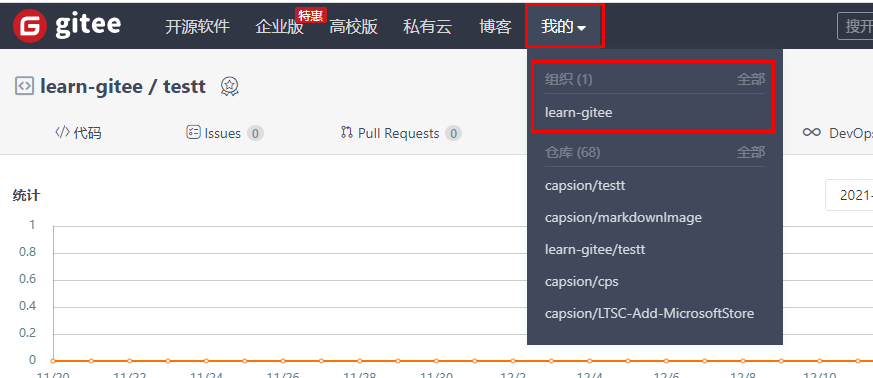 gitee 开源软件 企业版 特惠 高校版 私有云 博客 我的 搜开
learn-gitee / testt
代码 Issues 0 Pull Requests 0 DevOps
组织 (1) 全部
learn-gitee
仓库 (68) 全部
capsion/testt
capsion/markdownImage
learn-gitee/testt
capsion/cps
capsion/LTSC-Add-MicrosoftStore
统计 2021-
1
0.8
0.6
0.4
0.2
0
11/20 11/22 11/24 11/26 11/28 11/30 12/2 12/4 12/6 12/8 12/10